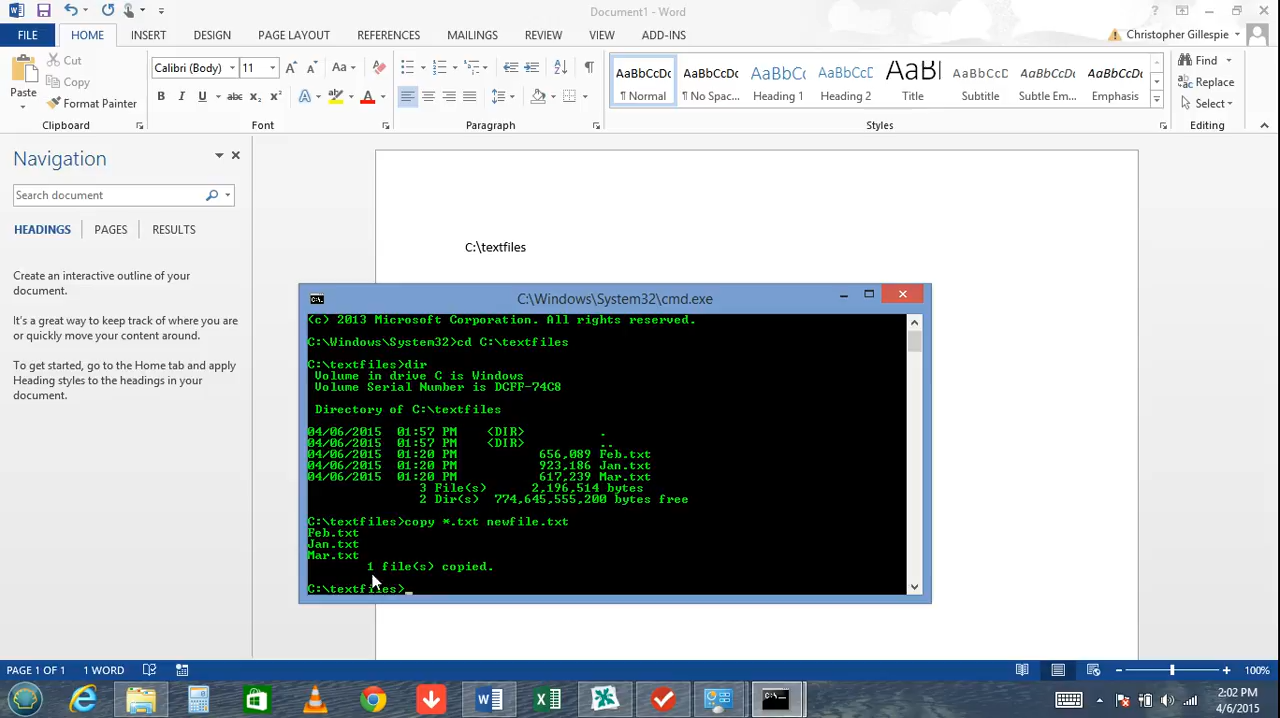 Document1 - Word
?
FILE HOME INSERT DESIGN PAGE LAYOUT REFERENCES MAILINGS REVIEW VIEW ADD-INS
Christopher Gillespie
Paste
Cut
Copy
Format Painter
Clipboard
Calibri (Body) 11
Aa
B I U abc x₂ x²
A A
Font
Paragraph
AaBbCcDc AaBbCcDc AaBbCc AaBbCc AaBl AaBbCcDc AaBbCcDc AaBbCcDc
¶ Normal ¶ No Spac... Heading 1 Heading 2 Title Subtitle Subtle Em... Emphasis
Styles
Find
Replace
Select
Editing
Navigation
Search document
HEADINGS PAGES RESULTS
Create an interactive outline of your
document.
It's a great way to keep track of where you are
or quickly move your content around.
To get started, go to the Home tab and apply
Heading styles to the headings in your
document.
C:\textfiles
C:\Windows\System32\cmd.exe
(c) 2013 Microsoft Corporation. All rights reserved.
C:\Windows\System32>cd C:\textfiles
C:\textfiles>dir
Volume in drive C is Windows
Volume Serial Number is DCFF-74C8
Directory of C:\textfiles
04/06/2015 01:57 PM <DIR> .
04/06/2015 01:57 PM <DIR> ..
04/06/2015 01:20 PM 656,089 Feb.txt
04/06/2015 01:20 PM 923,186 Jan.txt
04/06/2015 01:20 PM 617,239 Mar.txt
3 File(s) 2,196,514 bytes
2 Dir(s) 774,645,555,200 bytes free
C:\textfiles>copy *.txt newfile.txt
Feb.txt
Jan.txt
Mar.txt
1 file(s) copied.
C:\textfiles>_
PAGE 1 OF 1 1 WORD
100%
2:02 PM
4/6/2015